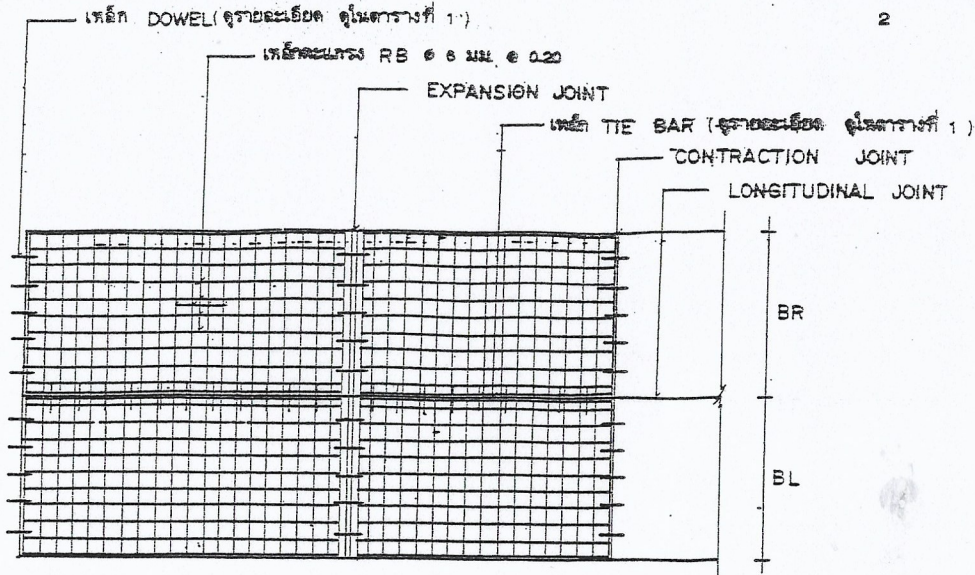 เหล็ก DOWEL(ดูรายละเอียด ดูในตารางที่ 1)
2
เหล็กตะแกรง RB ø 6 มม. @ 0.20
EXPANSION JOINT
เหล็ก TIE BAR (ดูรายละเอียด ดูในตารางที่ 1)
CONTRACTION JOINT
LONGITUDINAL JOINT
BR
BL